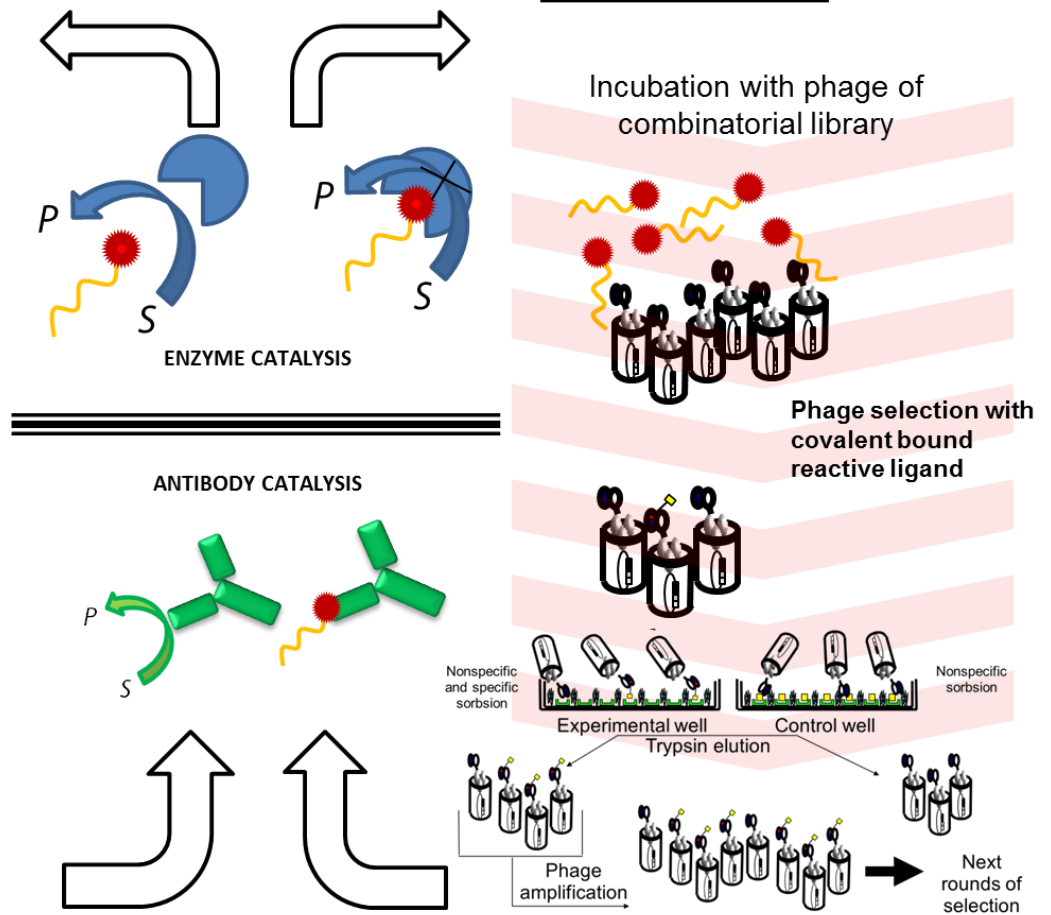 P
S
P
S
ENZYME CATALYSIS
ANTIBODY CATALYSIS
P
S
Incubation with phage of
combinatorial library
Phage selection with
covalent bound
reactive ligand
Nonspecific
and specific
sorbsion
Nonspecific
sorbsion
Experimental well
Control well
Trypsin elution
Phage
amplification
Next
rounds of
selection